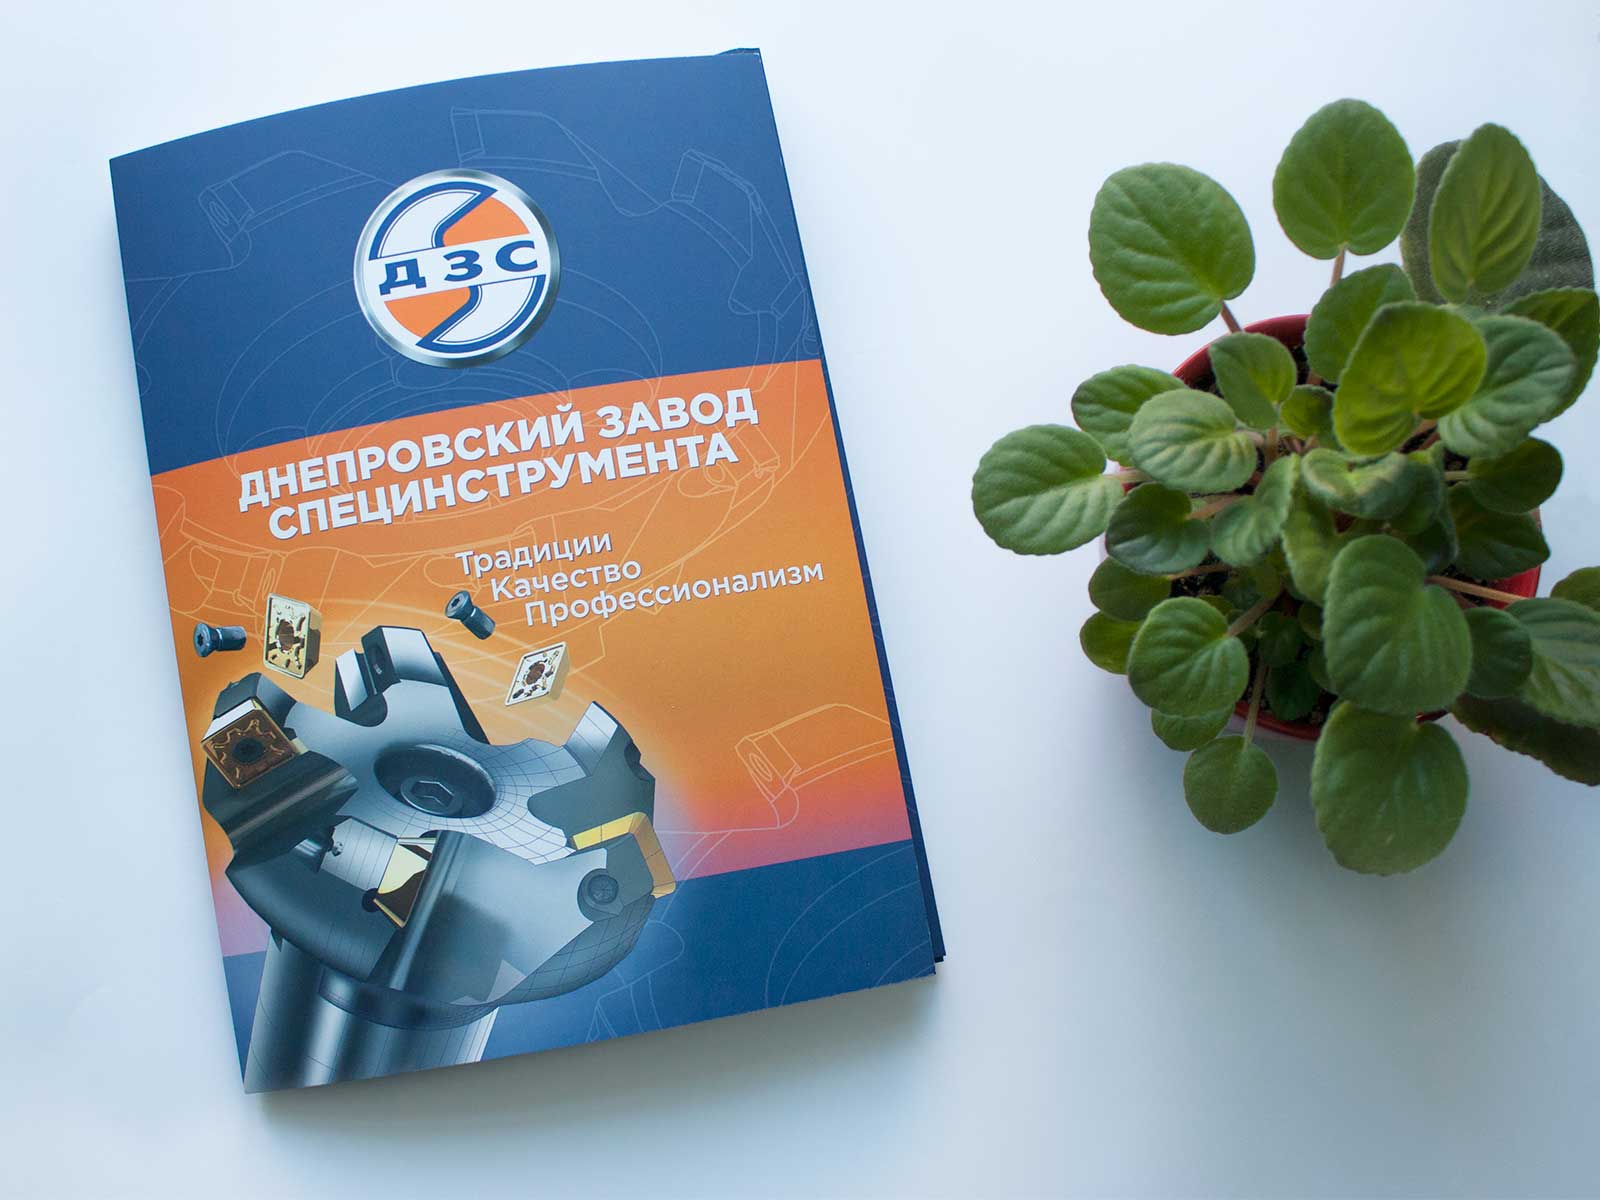 ДЗС
ДНЕПРОВСКИЙ ЗАВОД
СПЕЦИНСТРУМЕНТА
Традиции
Качество
Профессионализм